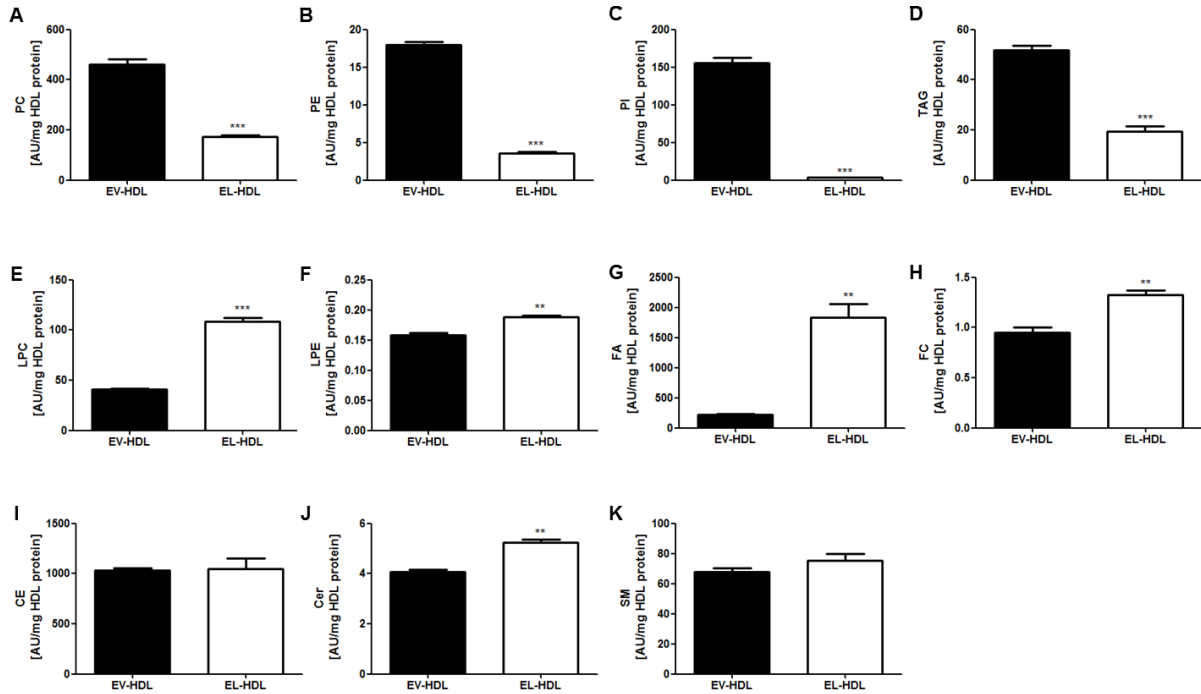 A
PC
[AU/mg HDL protein]
600
400
200
0
***
EV-HDL
EL-HDL
B
PE
[AU/mg HDL protein]
20
15
10
5
0
***
EV-HDL
EL-HDL
C
PI
[AU/mg HDL protein]
200
150
100
50
0
***
EV-HDL
EL-HDL
D
TAG
[AU/mg HDL protein]
60
40
20
0
***
EV-HDL
EL-HDL
E
LPC
[AU/mg HDL protein]
150
100
50
0
***
EV-HDL
EL-HDL
F
LPE
[AU/mg HDL protein]
0.25
0.20
0.15
0.10
0.05
0.00
**
EV-HDL
EL-HDL
G
FA
[AU/mg HDL protein]
2500
2000
1500
1000
500
0
**
EV-HDL
EL-HDL
H
FC
[AU/mg HDL protein]
1.5
1.0
0.5
0.0
**
EV-HDL
EL-HDL
I
CE
[AU/mg HDL protein]
1500
1000
500
0
EV-HDL
EL-HDL
J
Cer
[AU/mg HDL protein]
6
4
2
0
**
EV-HDL
EL-HDL
K
SM
[AU/mg HDL protein]
100
80
60
40
20
0
EV-HDL
EL-HDL